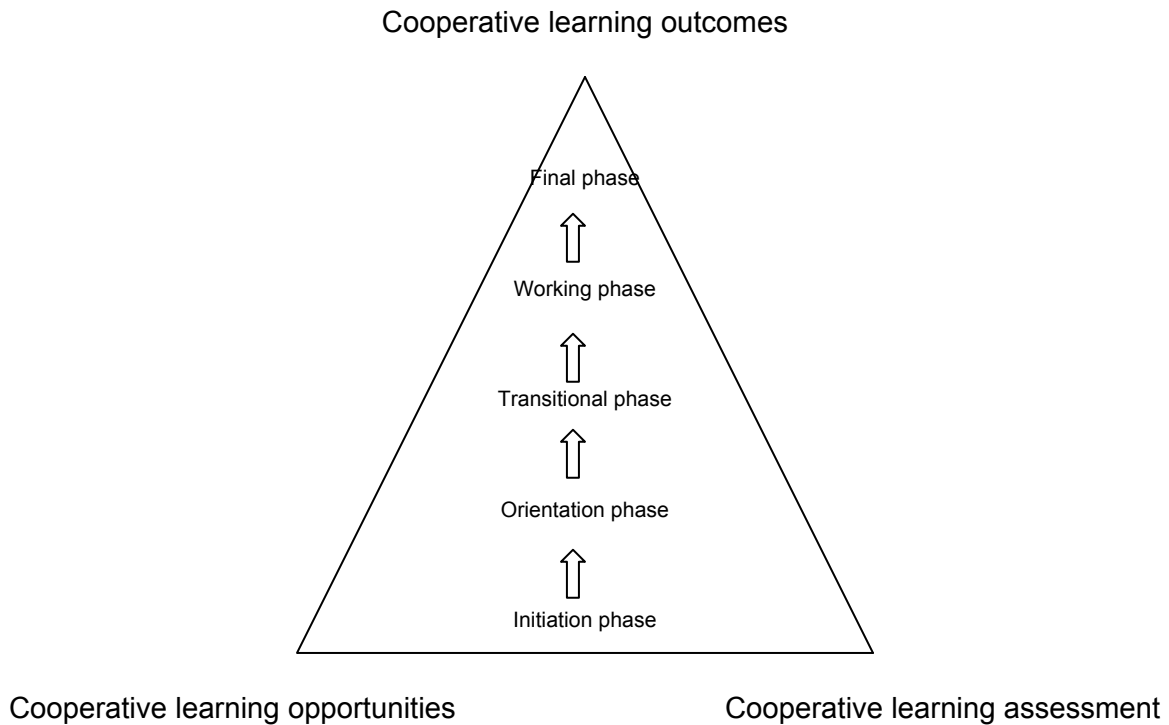 Cooperative learning outcomes
Final phase
Working phase
Transitional phase
Orientation phase
Initiation phase
Cooperative learning opportunities
Cooperative learning assessment